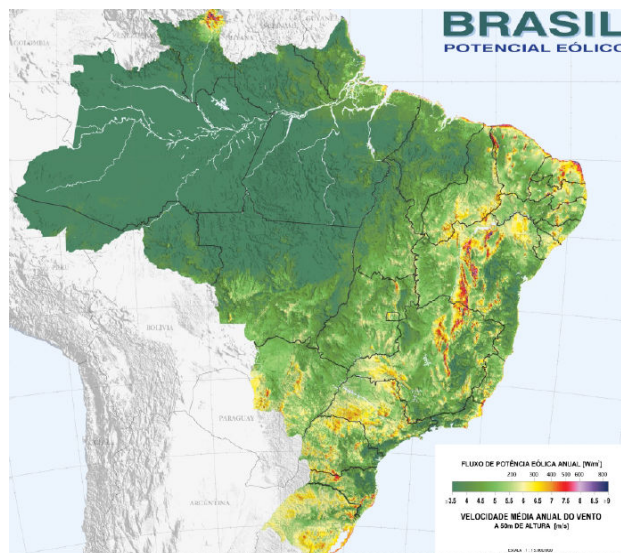 BRASIL
POTENCIAL EÓLICO
COLÔMBIA
BOLIVIA
PARAGUAY
ARGENTINA
FLUXO DE POTÊNCIA EÓLICA ANUAL [W/m²]
200 300 400 500 600 800
<3.5 4 4.5 5 5.5 6 6.5 7 7.5 8 8.5 >9
VELOCIDADE MÉDIA ANUAL DO VENTO
A 50m DE ALTURA [m/s]